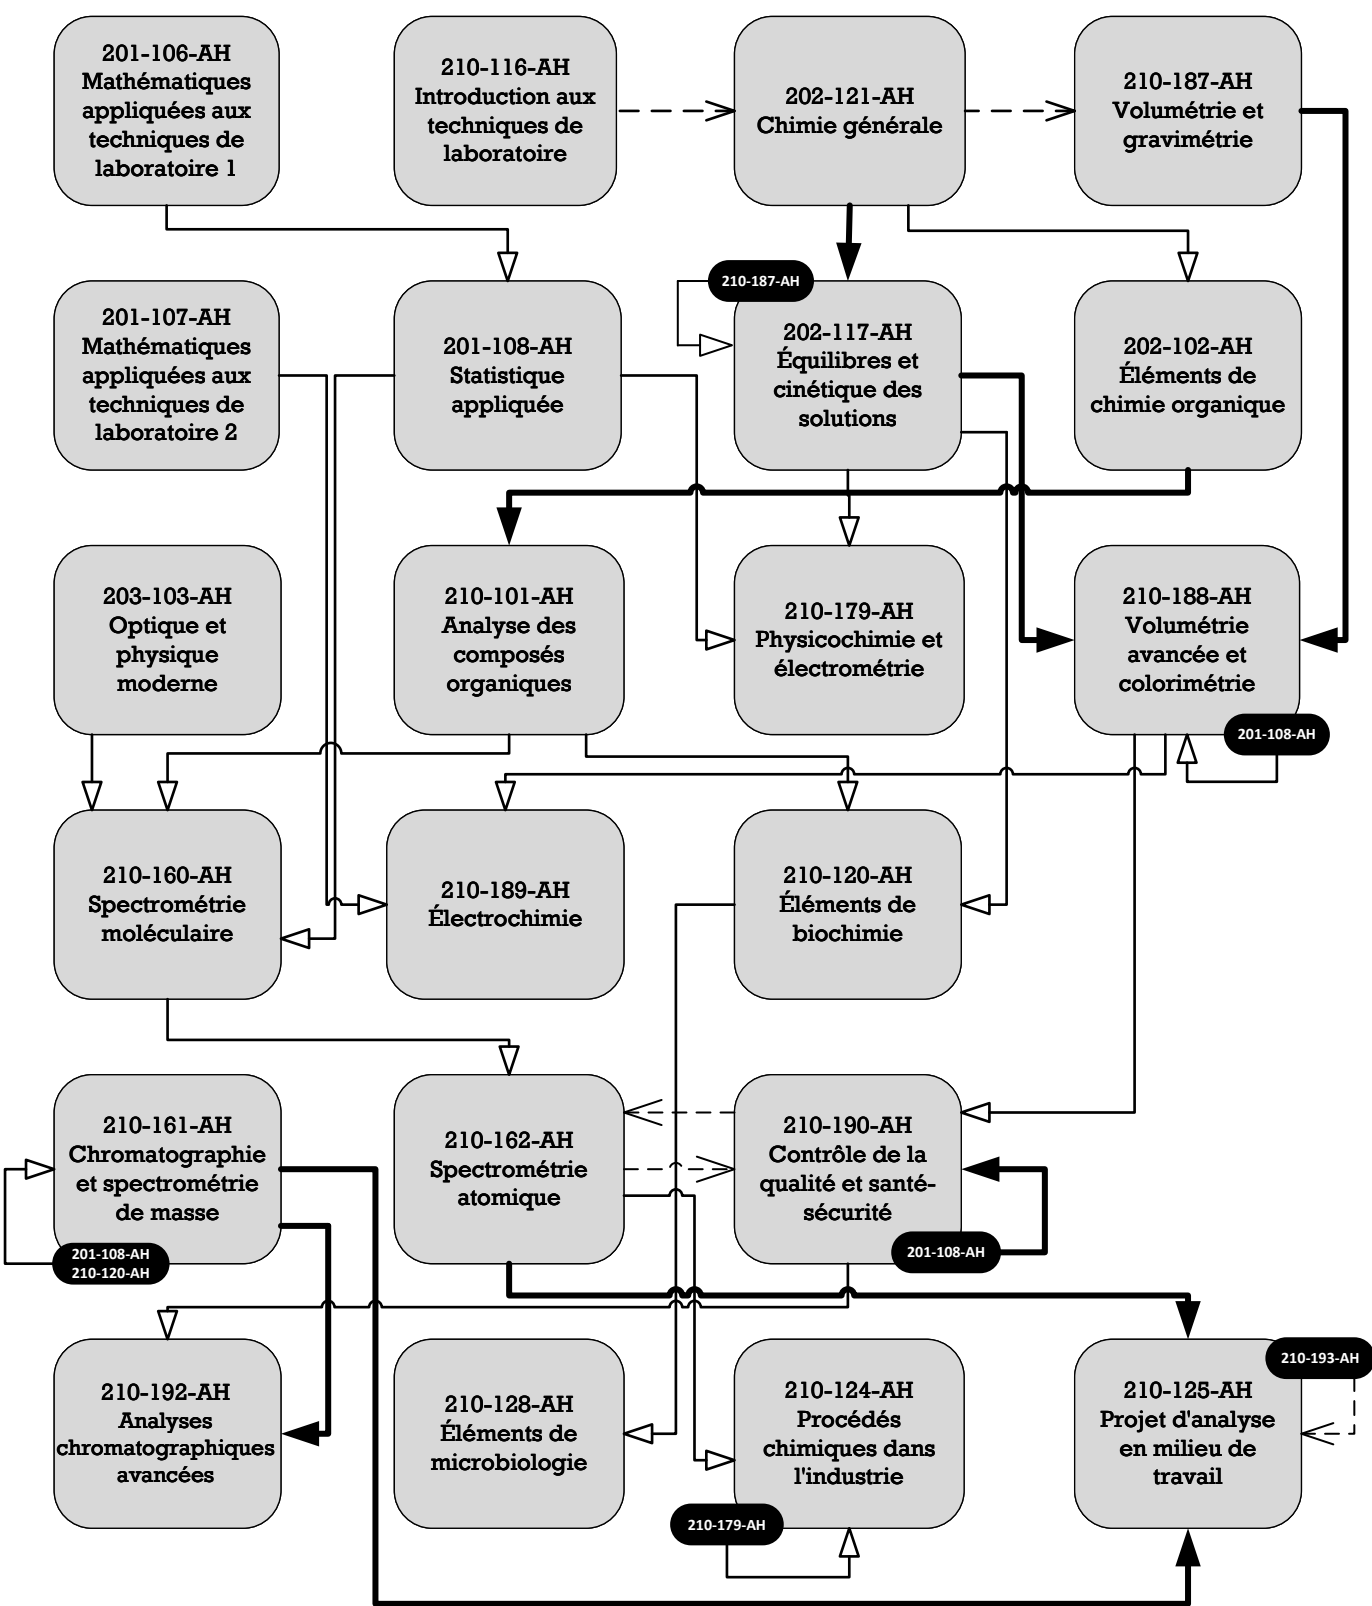 201-106-AH
Mathématiques
appliquées aux
techniques de
laboratoire 1
210-116-AH
Introduction aux
techniques de
laboratoire
202-121-AH
Chimie générale
210-187-AH
Volumétrie et
gravimétrie
201-107-AH
Mathématiques
appliquées aux
techniques de
laboratoire 2
201-108-AH
Statistique
appliquée
210-187-AH
202-117-AH
Équilibres et
cinétique des
solutions
202-102-AH
Éléments de
chimie organique
203-103-AH
Optique et
physique
moderne
210-101-AH
Analyse des
composés
organiques
210-179-AH
Physicochimie et
électrométrie
210-188-AH
Volumétrie
avancée et
colorimétrie
201-108-AH
210-160-AH
Spectrométrie
moléculaire
210-189-AH
Électrochimie
210-120-AH
Éléments de
biochimie
210-161-AH
Chromatographie
et spectrométrie
de masse
201-108-AH
210-120-AH
210-162-AH
Spectrométrie
atomique
210-190-AH
Contrôle de la
qualité et santé-
sécurité
201-108-AH
210-192-AH
Analyses
chromatographiques
avancées
210-128-AH
Éléments de
microbiologie
210-124-AH
Procédés
chimiques dans
l'industrie
210-179-AH
210-193-AH
210-125-AH
Projet d'analyse
en milieu de
travail